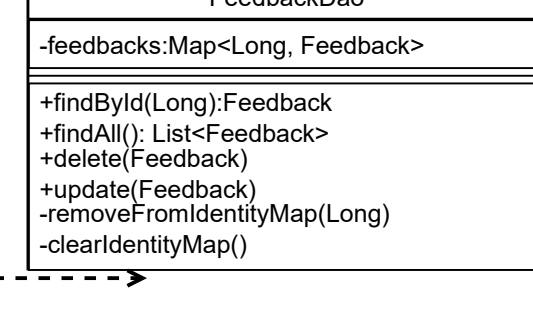 FeedbackDao
-feedbacks:Map<Long, Feedback>
+findById(Long):Feedback
+findAll(): List<Feedback>
+delete(Feedback)
+update(Feedback)
-removeFromIdentityMap(Long)
-clearIdentityMap()